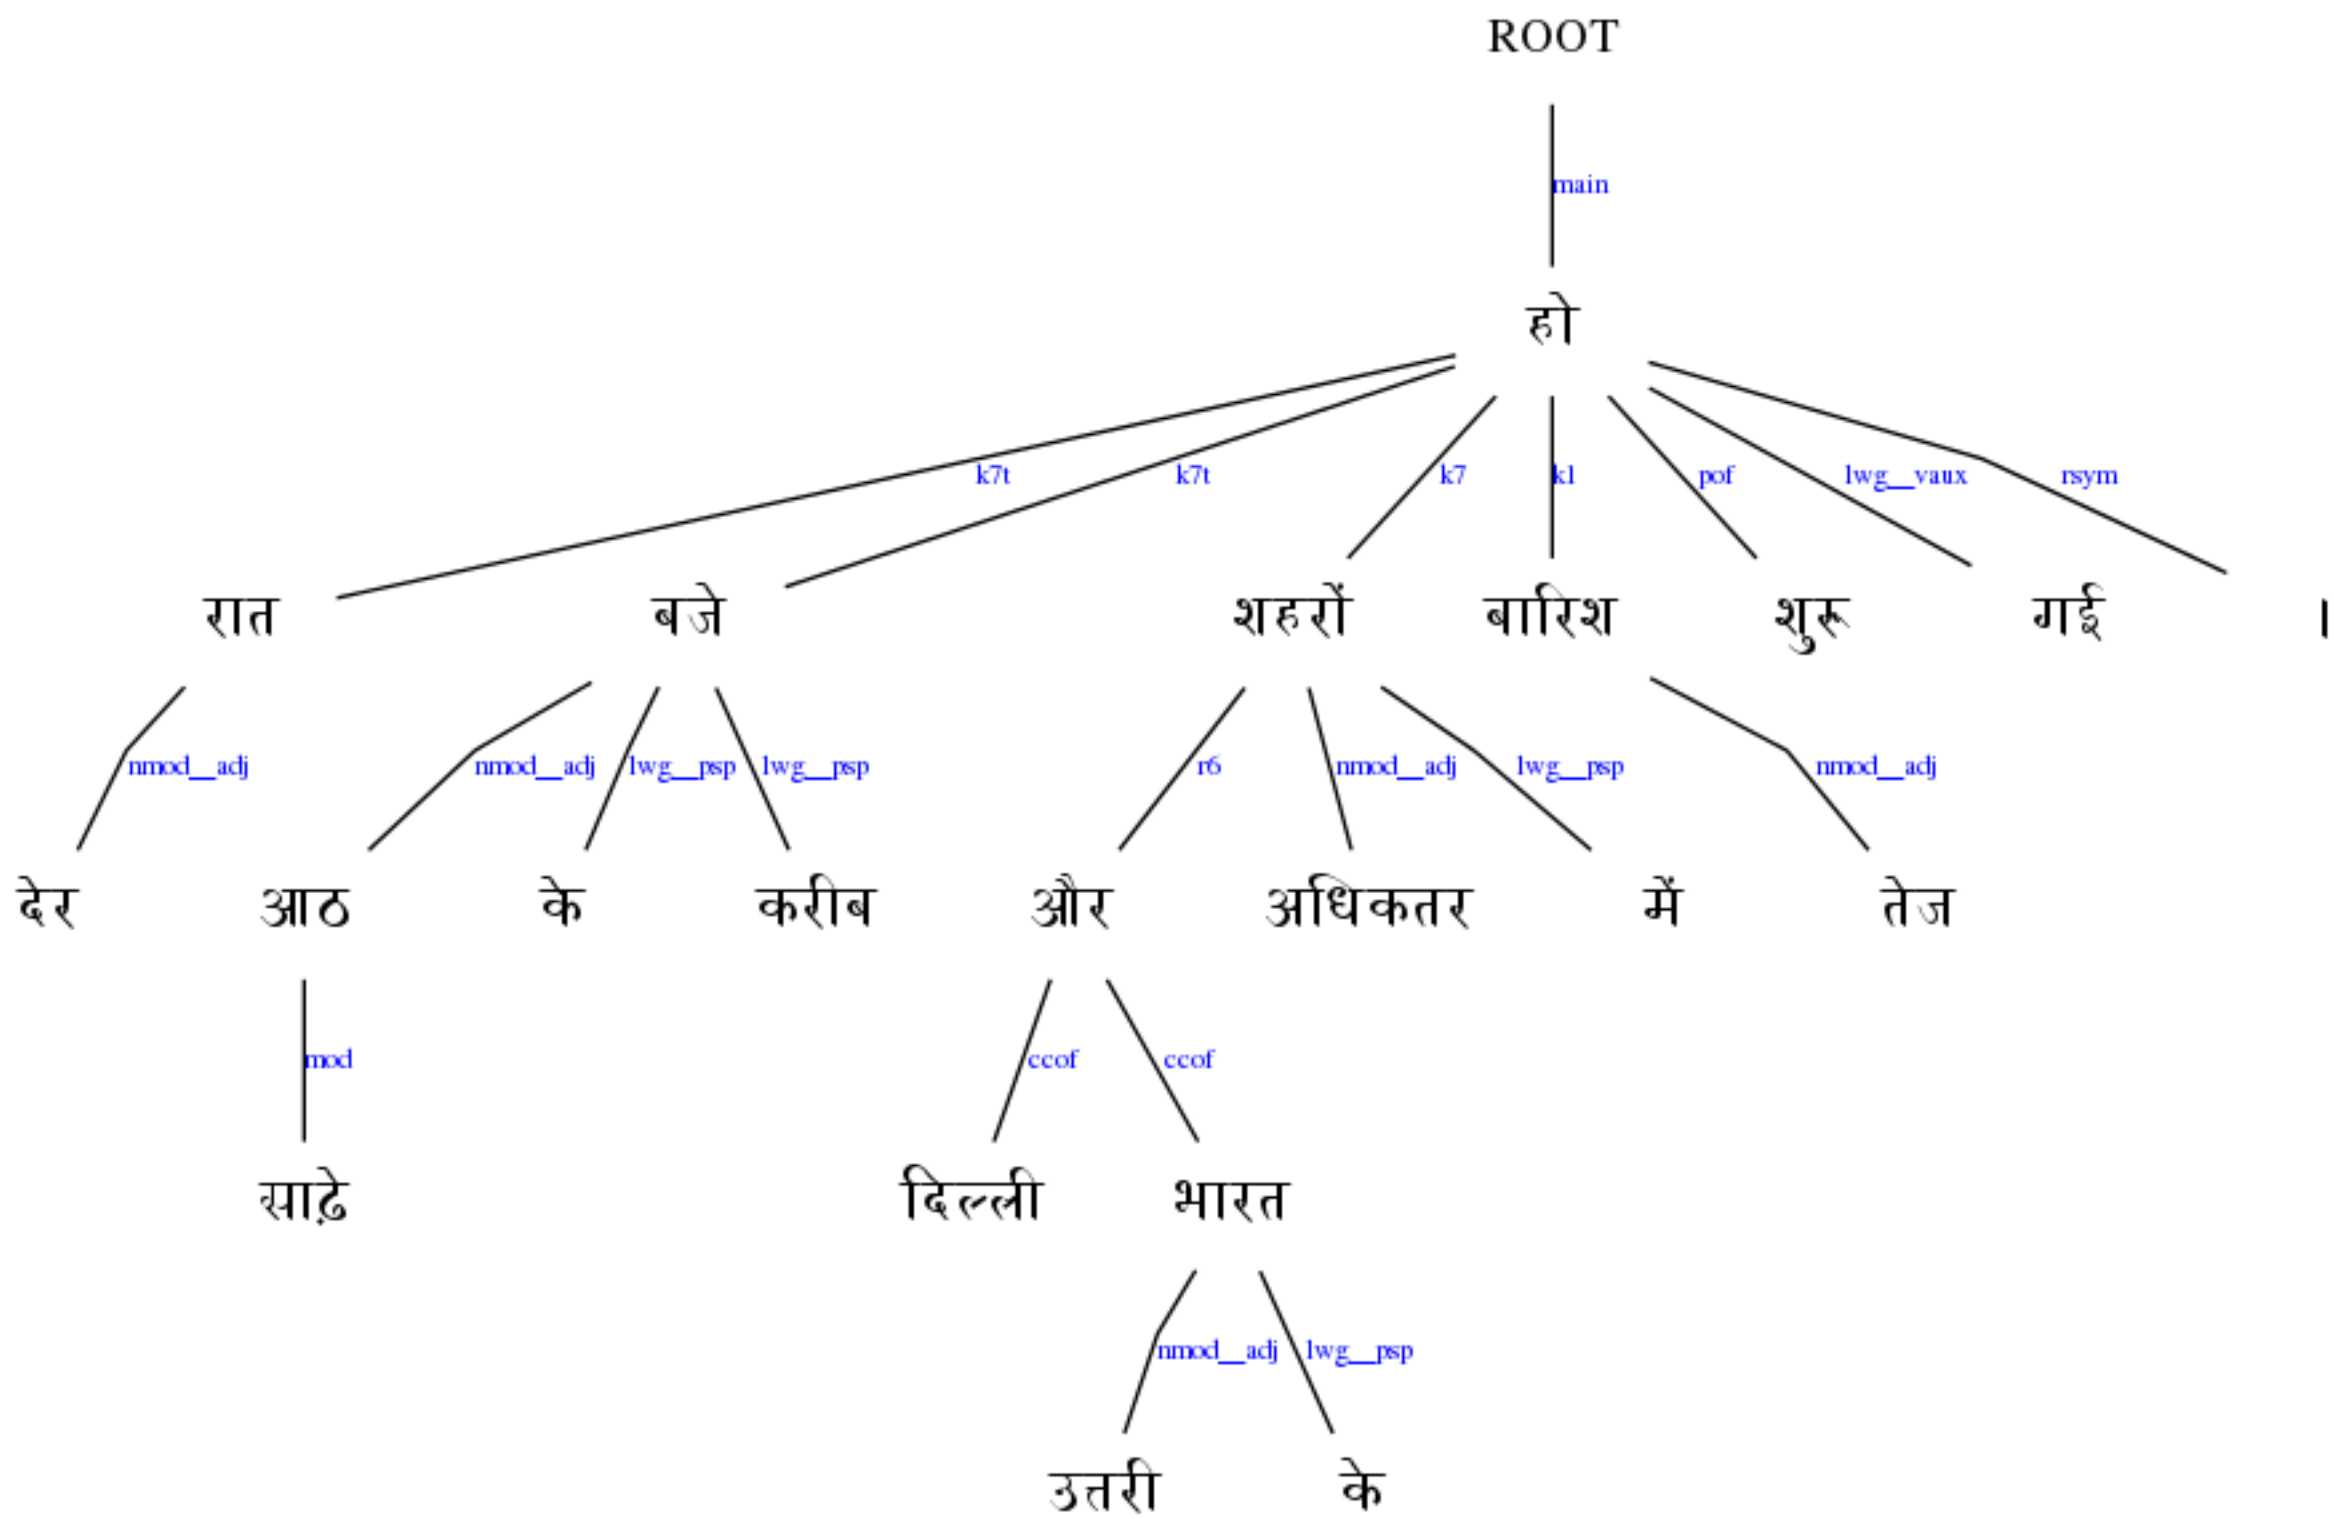 ROOT
main
हो
k7t k7t k7 k1 pof lwg__vaux rsym
रात बजे शहरों बारिश शुरू गई ।
nmod__adj nmod__adj lwg__psp lwg__psp r6 nmod__adj lwg__psp nmod__adj
देर आठ के करीब और अधिकतर में तेज
mod ccof ccof
साढ़े दिल्ली भारत
nmod__adj lwg__psp
उत्तरी के